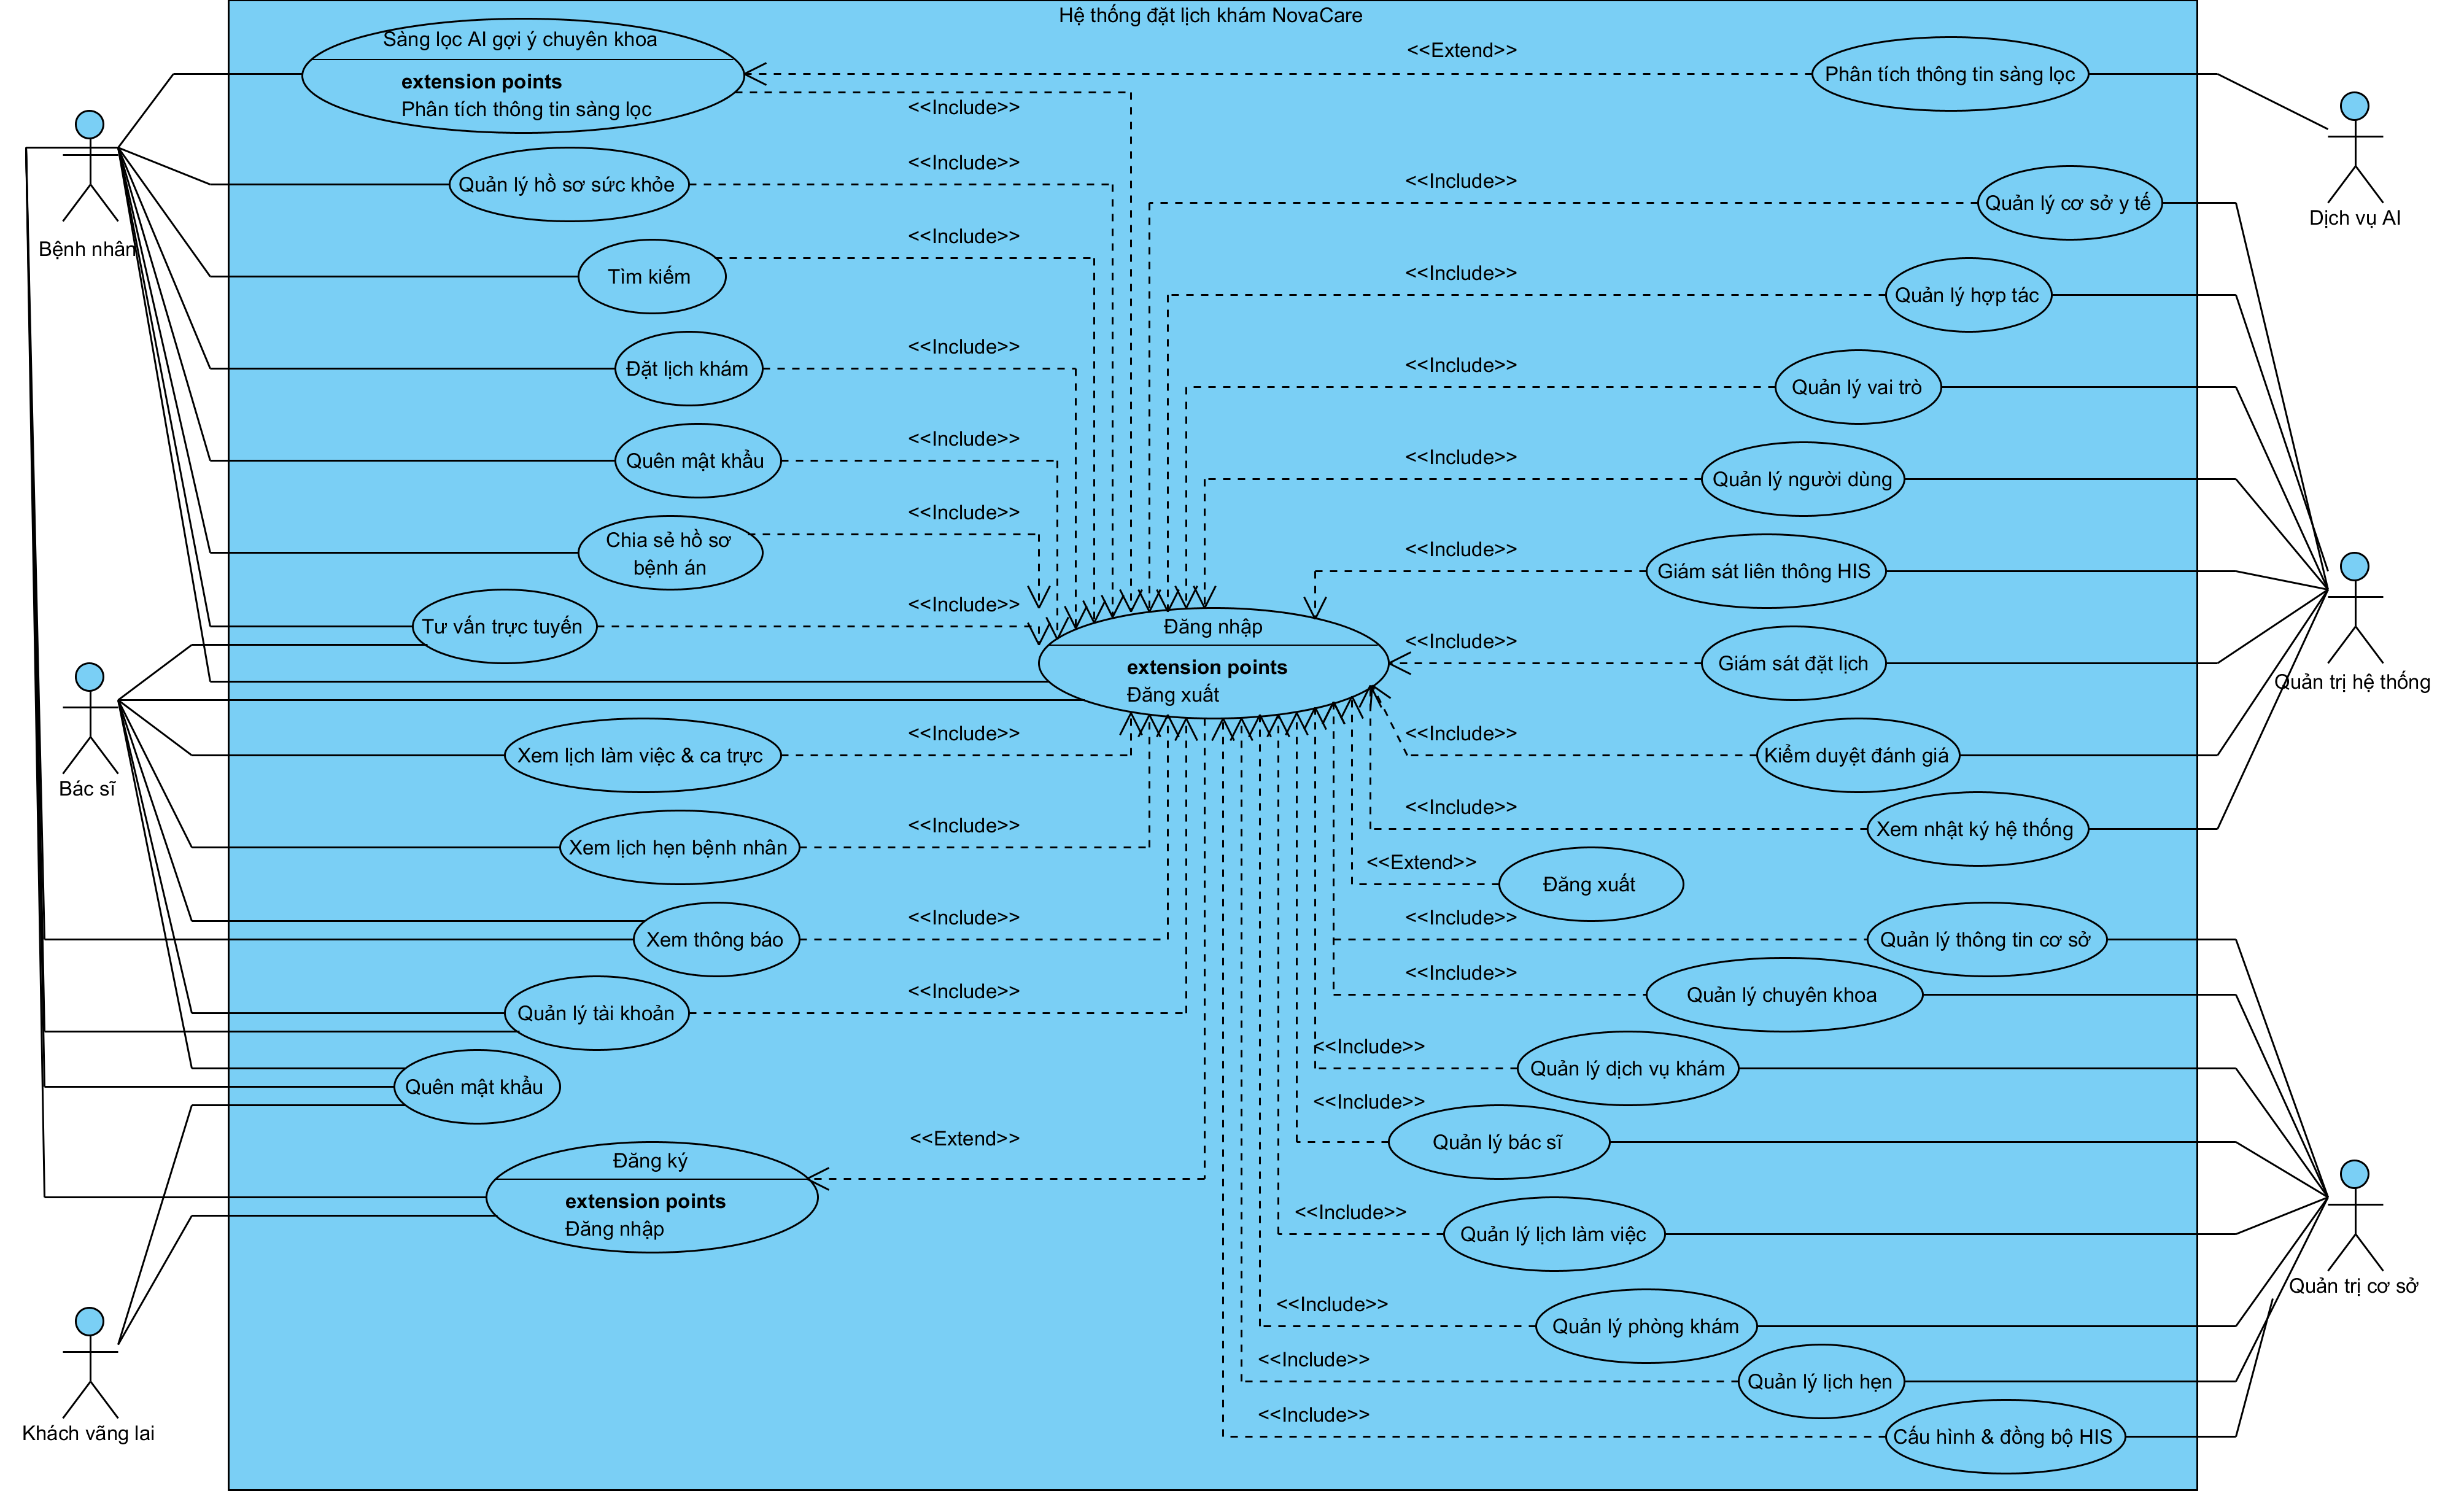 Hệ thống đặt lịch khám NovaCare
Sàng lọc AI gợi ý chuyên khoa
extension points
Phân tích thông tin sàng lọc
<<Extend>>
Phân tích thông tin sàng lọc
<<Include>>
Bệnh nhân
Dịch vụ AI
Quản lý hồ sơ sức khỏe
<<Include>>
<<Include>>
Quản lý cơ sở y tế
Tìm kiếm
<<Include>>
<<Include>>
Quản lý hợp tác
Đặt lịch khám
<<Include>>
<<Include>>
Quản lý vai trò
Quên mật khẩu
<<Include>>
<<Include>>
Quản lý người dùng
Chia sẻ hồ sơ
bệnh án
<<Include>>
<<Include>>
Giám sát liên thông HIS
Tư vấn trực tuyến
<<Include>>
Đăng nhập
extension points
Đăng xuất
<<Include>>
Giám sát đặt lịch
Quản trị hệ thống
Bác sĩ
Xem lịch làm việc & ca trực
<<Include>>
<<Include>>
Kiểm duyệt đánh giá
Xem lịch hẹn bệnh nhân
<<Include>>
<<Include>>
Xem nhật ký hệ thống
<<Extend>>
Đăng xuất
Xem thông báo
<<Include>>
<<Include>>
Quản lý thông tin cơ sở
Quản lý tài khoản
<<Include>>
<<Include>>
Quản lý chuyên khoa
Quên mật khẩu
<<Include>>
Quản lý dịch vụ khám
<<Include>>
Quản lý bác sĩ
Đăng ký
extension points
Đăng nhập
<<Extend>>
<<Include>>
Quản lý lịch làm việc
Quản trị cơ sở
<<Include>>
Quản lý phòng khám
<<Include>>
Quản lý lịch hẹn
<<Include>>
Cấu hình & đồng bộ HIS
Khách vãng lai